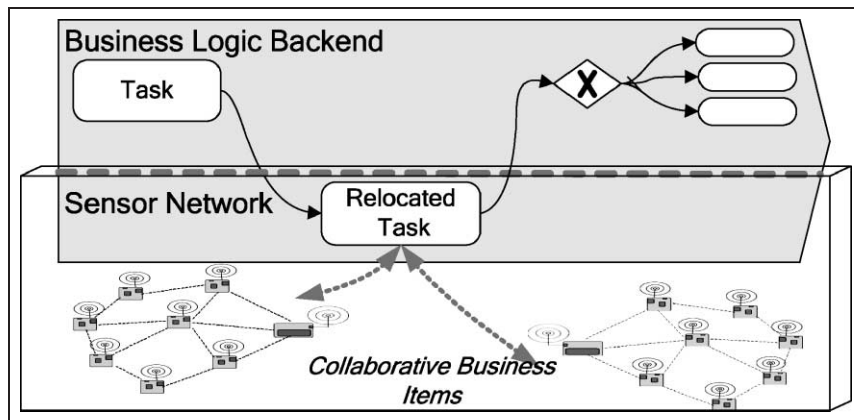 Business Logic Backend
Task
X
Sensor Network
Relocated
Task
Collaborative Business
Items